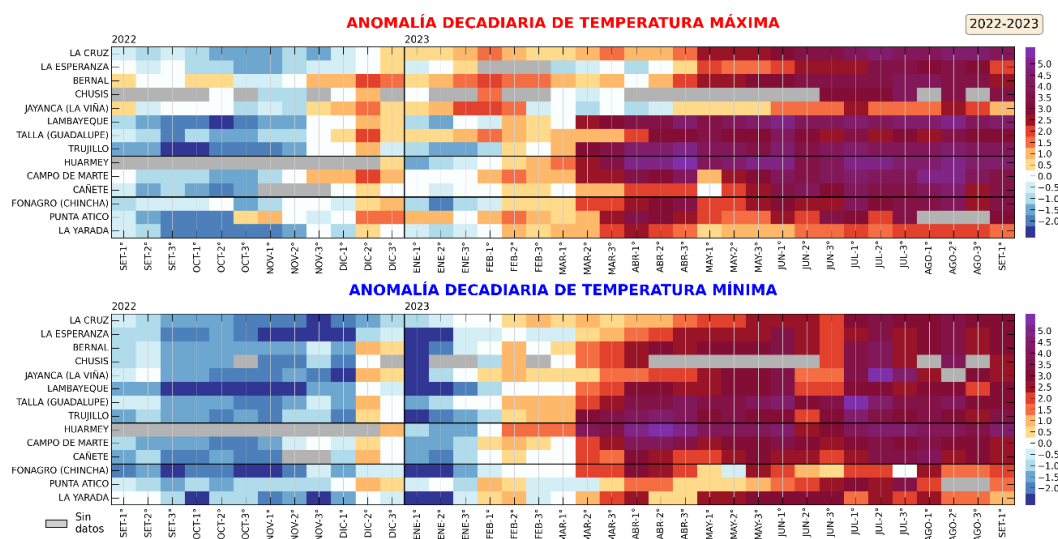 ANOMALÍA DECADIARIA DE TEMPERATURA MÁXIMA
2022-2023
2022
2023
LA CRUZ
LA ESPERANZA
BERNAL
CHUSIS
JAYANCA (LA VIÑA)
LAMBAYEQUE
TALLA (GUADALUPE)
TRUJILLO
HUARMEY
CAMPO DE MARTE
CAÑETE
FONAGRO (CHINCHA)
PUNTA ATICO
LA YARADA
5.0
4.5
4.0
3.5
3.0
2.5
2.0
1.5
1.0
0.5
0.0
−0.5
−1.0
−1.5
−2.0
SET-1°
SET-2°
SET-3°
OCT-1°
OCT-2°
OCT-3°
NOV-1°
NOV-2°
NOV-3°
DIC-1°
DIC-2°
DIC-3°
ENE-1°
ENE-2°
ENE-3°
FEB-1°
FEB-2°
FEB-3°
MAR-1°
MAR-2°
MAR-3°
ABR-1°
ABR-2°
ABR-3°
MAY-1°
MAY-2°
MAY-3°
JUN-1°
JUN-2°
JUN-3°
JUL-1°
JUL-2°
JUL-3°
AGO-1°
AGO-2°
AGO-3°
SET-1°
ANOMALÍA DECADIARIA DE TEMPERATURA MÍNIMA
2022
2023
LA CRUZ
LA ESPERANZA
BERNAL
CHUSIS
JAYANCA (LA VIÑA)
LAMBAYEQUE
TALLA (GUADALUPE)
TRUJILLO
HUARMEY
CAMPO DE MARTE
CAÑETE
FONAGRO (CHINCHA)
PUNTA ATICO
LA YARADA
5.0
4.5
4.0
3.5
3.0
2.5
2.0
1.5
1.0
0.5
0.0
−0.5
−1.0
−1.5
−2.0
Sin
datos
SET-1°
SET-2°
SET-3°
OCT-1°
OCT-2°
OCT-3°
NOV-1°
NOV-2°
NOV-3°
DIC-1°
DIC-2°
DIC-3°
ENE-1°
ENE-2°
ENE-3°
FEB-1°
FEB-2°
FEB-3°
MAR-1°
MAR-2°
MAR-3°
ABR-1°
ABR-2°
ABR-3°
MAY-1°
MAY-2°
MAY-3°
JUN-1°
JUN-2°
JUN-3°
JUL-1°
JUL-2°
JUL-3°
AGO-1°
AGO-2°
AGO-3°
SET-1°